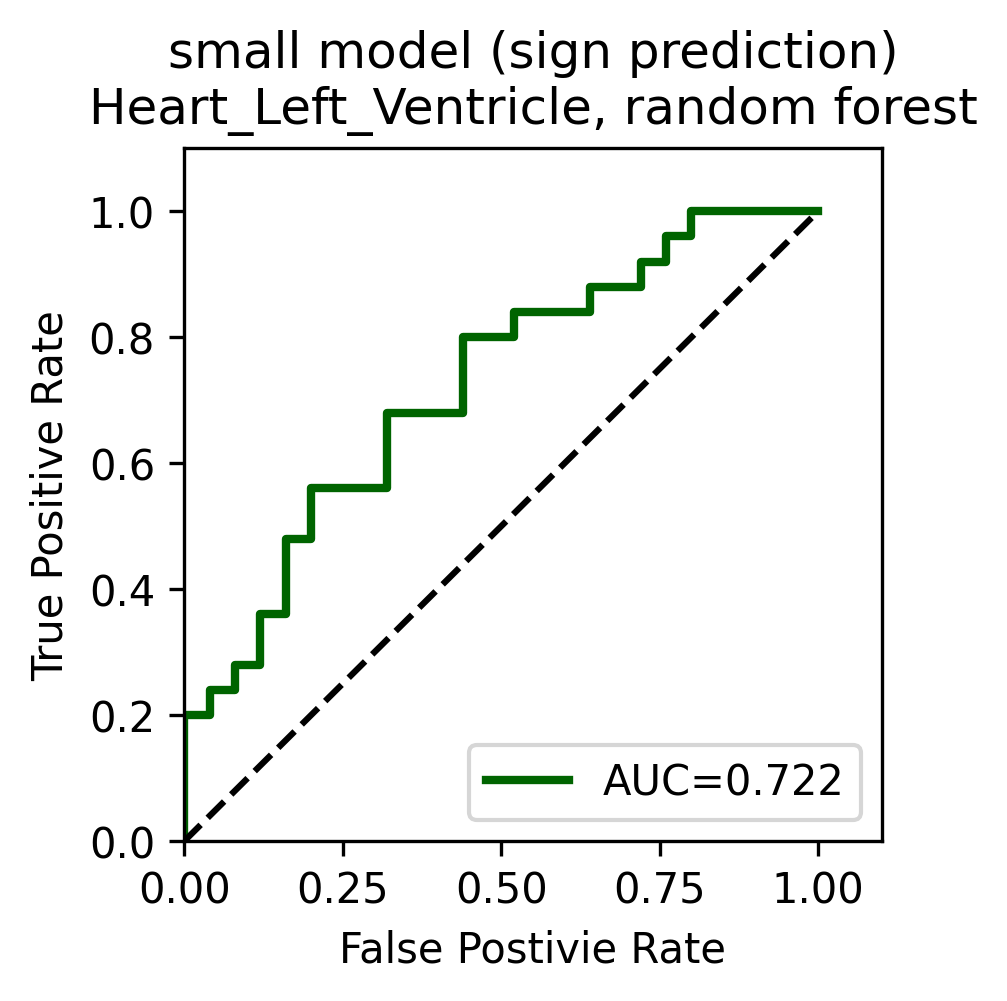 small model (sign prediction)
Heart_Left_Ventricle, random forest
True Positive Rate
1.0
0.8
0.6
0.4
0.2
0.0
AUC=0.722
0.00 0.25 0.50 0.75 1.00
False Postivie Rate